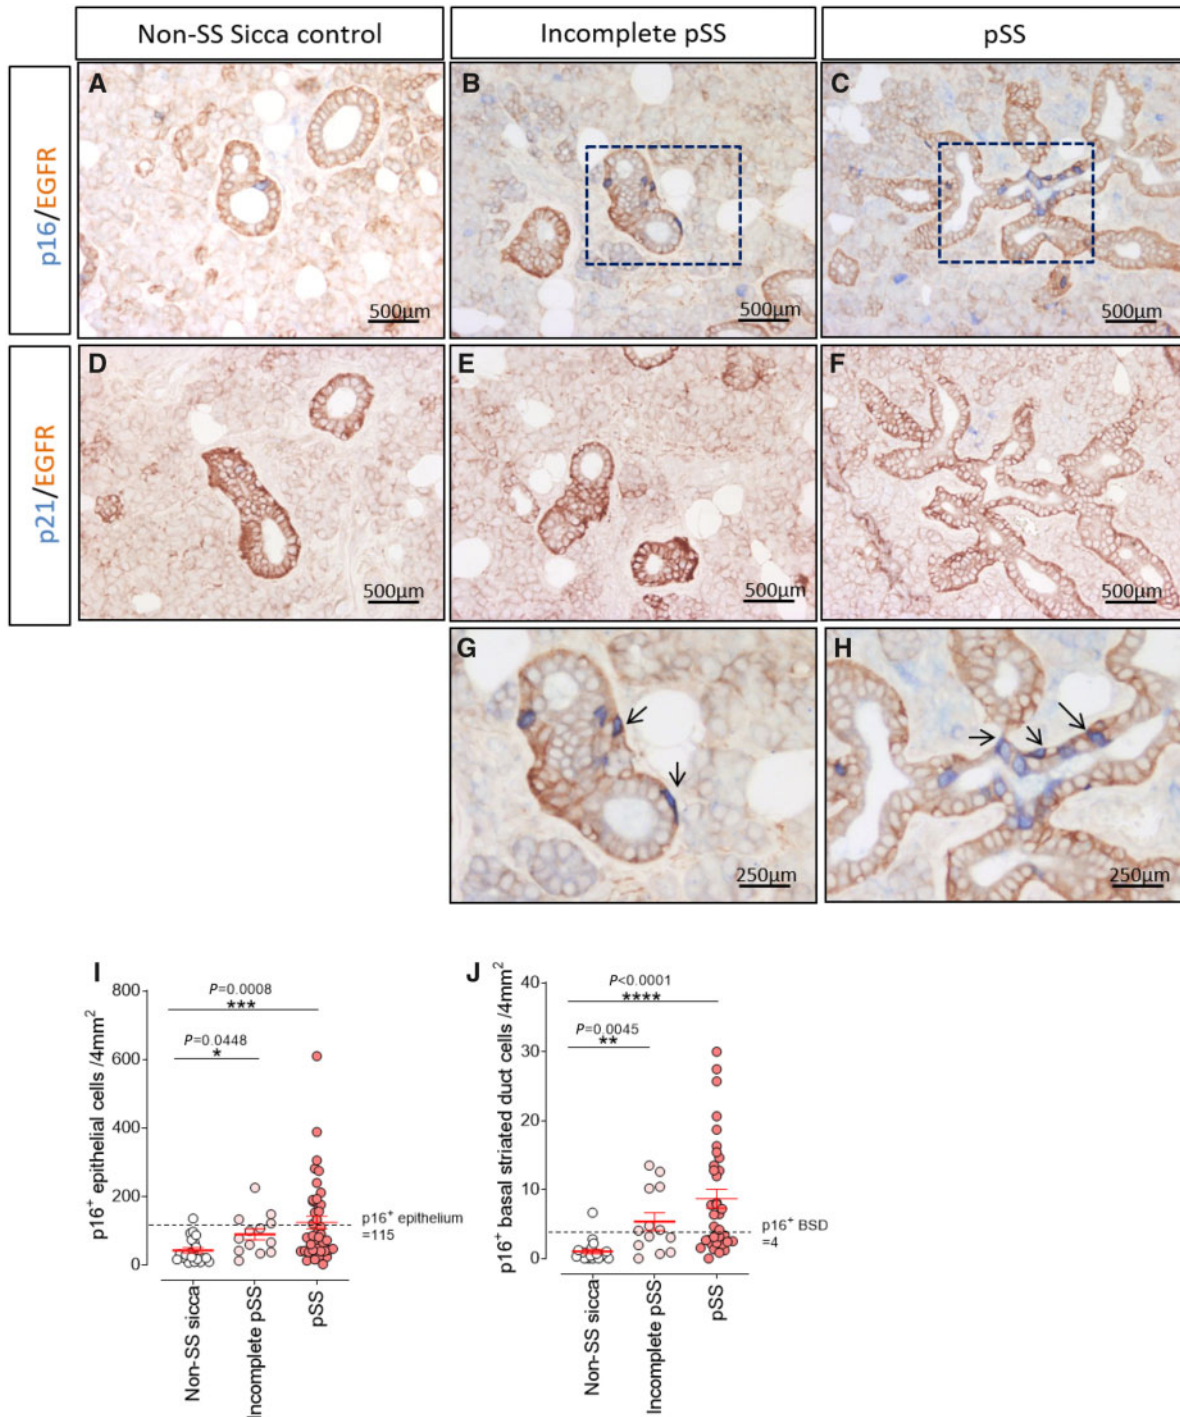 Non-SS Sicca control
Incomplete pSS
pSS
p16/EGFR
A
500µm
B
500µm
C
500µm
p21/EGFR
D
500µm
E
500µm
F
500µm
G
250µm
H
250µm
I
p16⁺ epithelial cells /4mm²
800
600
400
200
0
P=0.0008
***
P=0.0448
*
p16⁺ epithelium
=115
Non-SS sicca
Incomplete pSS
pSS
J
p16⁺ basal striated duct cells /4mm²
40
30
20
10
0
P<0.0001
****
P=0.0045
**
p16⁺ BSD
=4
Non-SS sicca
Incomplete pSS
pSS